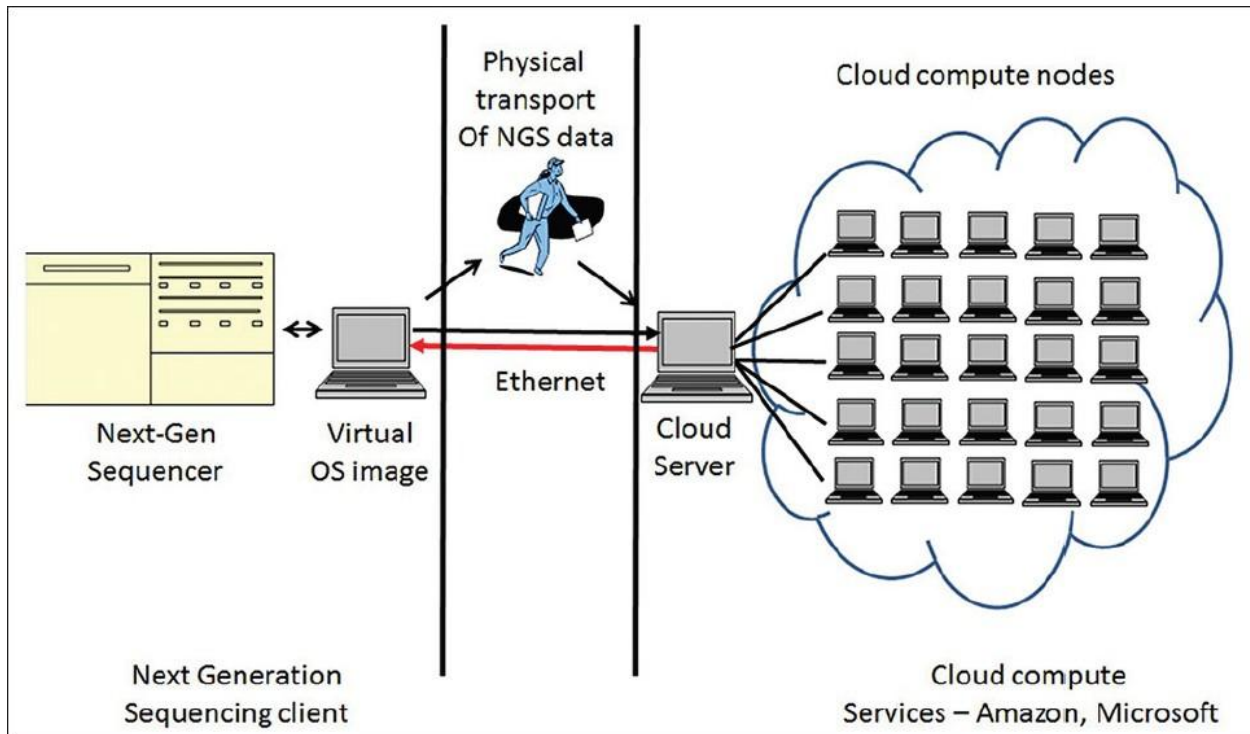 Physical
transport
Of NGS data
Cloud compute nodes
Ethernet
Next-Gen
Sequencer
Virtual
OS image
Cloud
Server
Next Generation
Sequencing client
Cloud compute
Services – Amazon, Microsoft